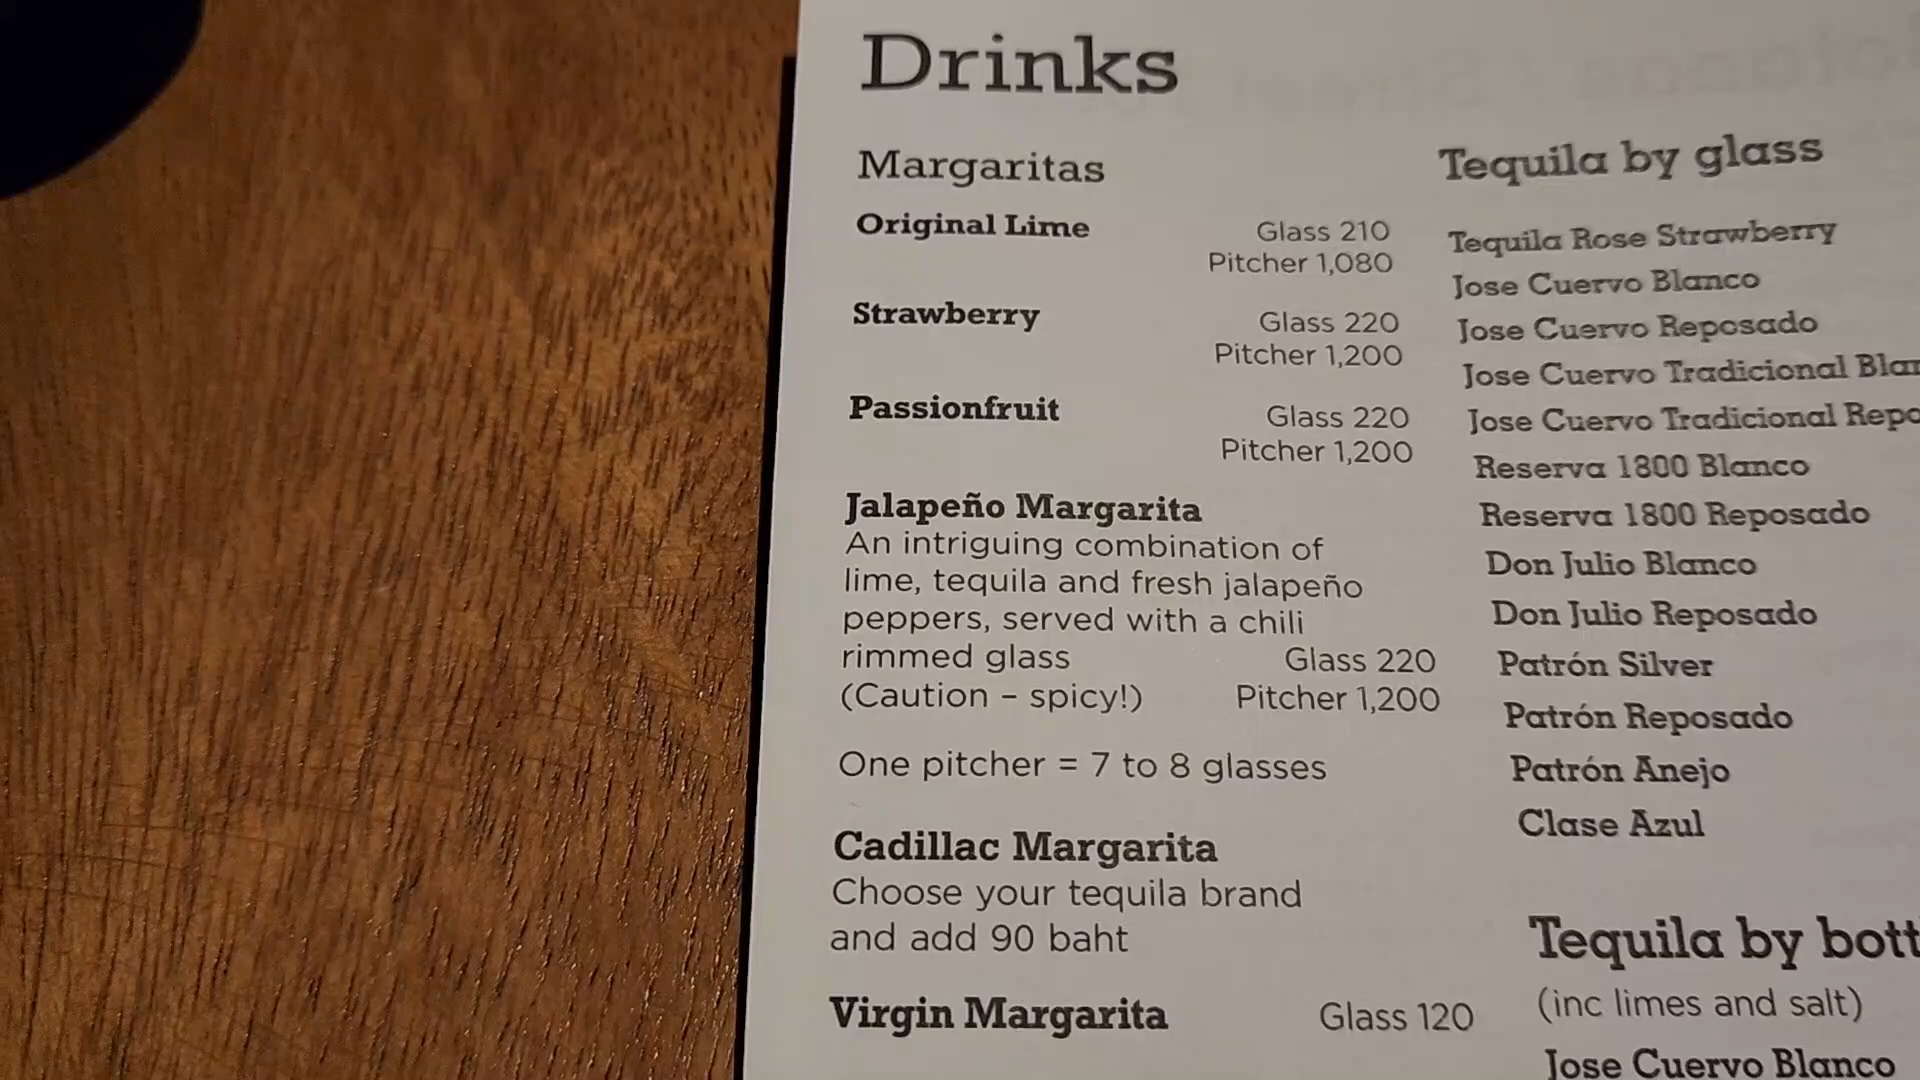 Drinks
Margaritas
Original Lime Glass 210
Pitcher 1,080
Strawberry Glass 220
Pitcher 1,200
Passionfruit Glass 220
Pitcher 1,200
Jalapeño Margarita
An intriguing combination of
lime, tequila and fresh jalapeño
peppers, served with a chili
rimmed glass Glass 220
(Caution – spicy!) Pitcher 1,200
One pitcher = 7 to 8 glasses
Cadillac Margarita
Choose your tequila brand
and add 90 baht
Virgin Margarita Glass 120
Tequila by glass
Tequila Rose Strawberry
Jose Cuervo Blanco
Jose Cuervo Reposado
Jose Cuervo Tradicional
Jose Cuervo Tradicional
Reserva 1800 Blanco
Reserva 1800 Reposado
Don Julio Blanco
Don Julio Reposado
Patrón Silver
Patrón Reposado
Patrón Anejo
Clase Azul
Tequila by
(inc limes and salt)
Jose Cuervo Blanco